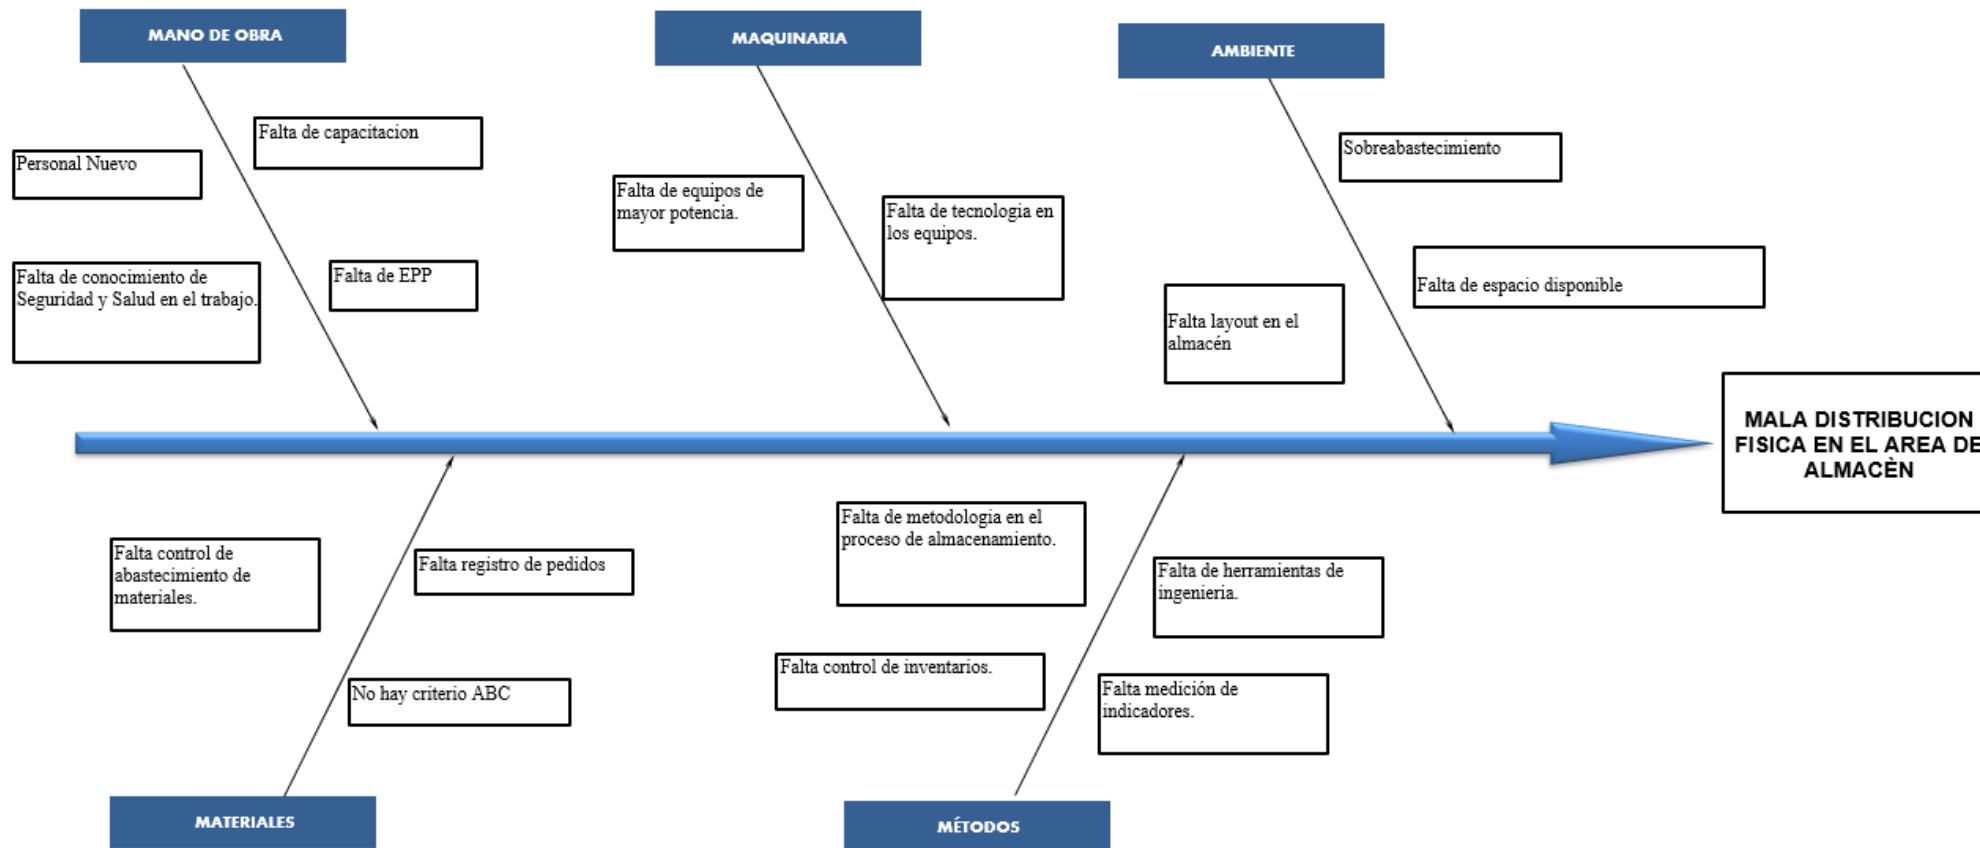 MANO DE OBRA
MAQUINARIA
AMBIENTE
Falta de capacitacion
Personal Nuevo
Sobreabastecimiento
Falta de equipos de
mayor potencia.
Falta de tecnologia en
los equipos.
Falta de conocimiento de
Seguridad y Salud en el trabajo.
Falta de EPP
Falta de espacio disponible
Falta layout en el
almacén
MALA DISTRIBUCION
FISICA EN EL AREA DE
ALMACÈN
Falta control de
abastecimiento de
materiales.
Falta registro de pedidos
Falta de metodologia en el
proceso de almacenamiento.
Falta de herramientas de
ingenieria.
No hay criterio ABC
Falta control de inventarios.
Falta medición de
indicadores.
MATERIALES
MÉTODOS